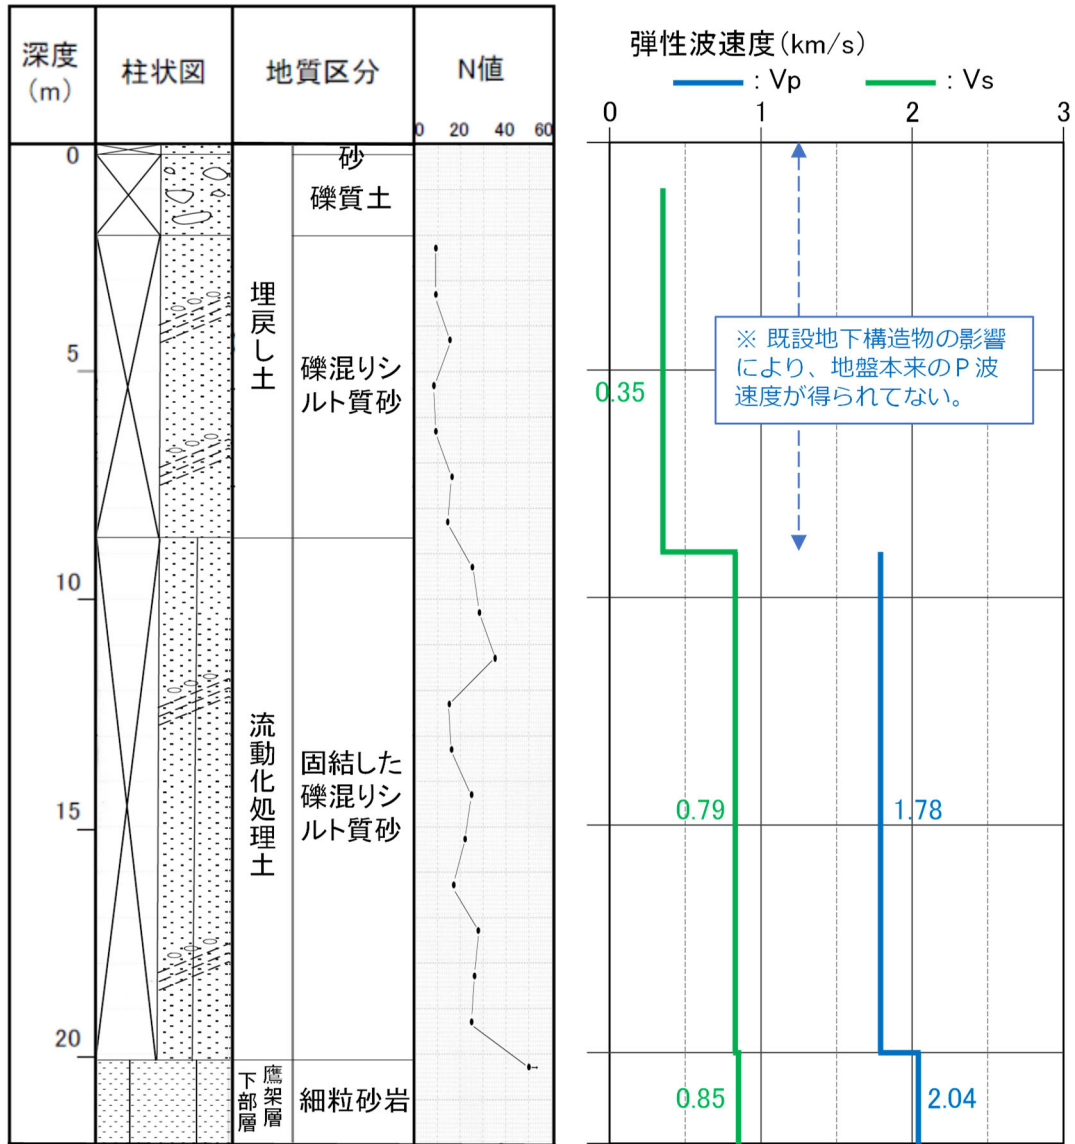 深度
（m）
柱状図
地質区分
N値
0 20 40 60
0
5
10
15
20
埋戻し土
流動化処理土
鷹架層
下部層
砂
礫質土
礫混りシ
ルト質砂
固結した
礫混りシ
ルト質砂
細粒砂岩
弾性波速度(km/s)
: Vp : Vs
0 1 2 3
※ 既設地下構造物の影響
により、地盤本来のP波
速度が得られてない。
0.35
0.79 1.78
0.85 2.04